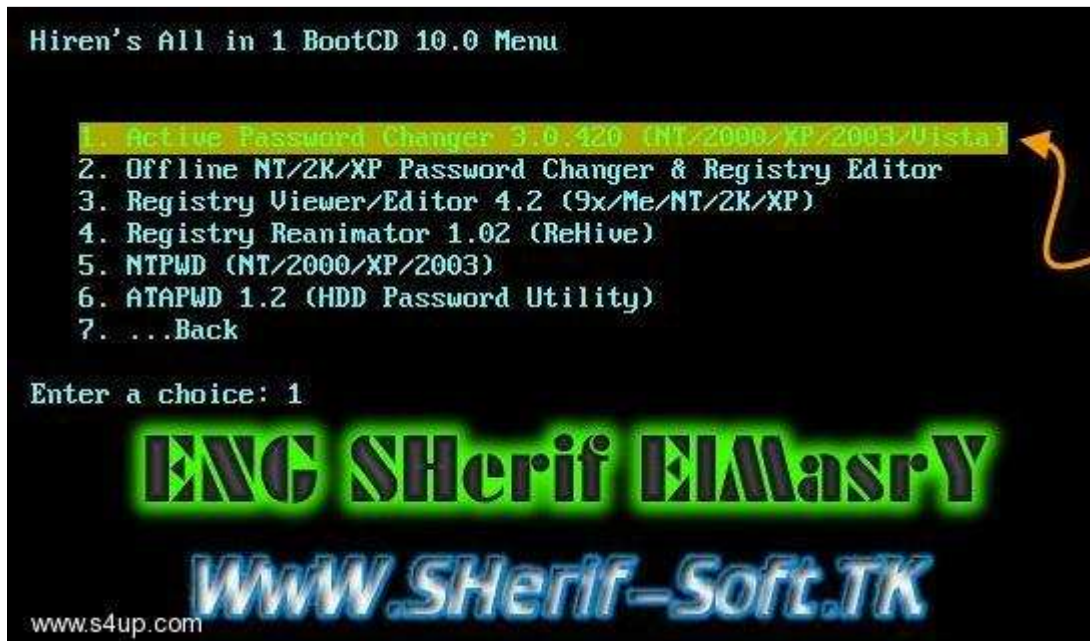 Hiren's All in 1 BootCD 10.0 Menu
1. Active Password Changer 3.0.420 (NT/2000/XP/2003/Vista)
2. Offline NT/2K/XP Password Changer & Registry Editor
3. Registry Viewer/Editor 4.2 (9x/Me/NT/2K/XP)
4. Registry Reanimator 1.02 (ReHive)
5. NTPWD (NT/2000/XP/2003)
6. ATAPWD 1.2 (HDD Password Utility)
7. ...Back
Enter a choice: 1
ENG SHerif ElMasrY
WwW.SHerif-Soft.TK
www.s4up.com